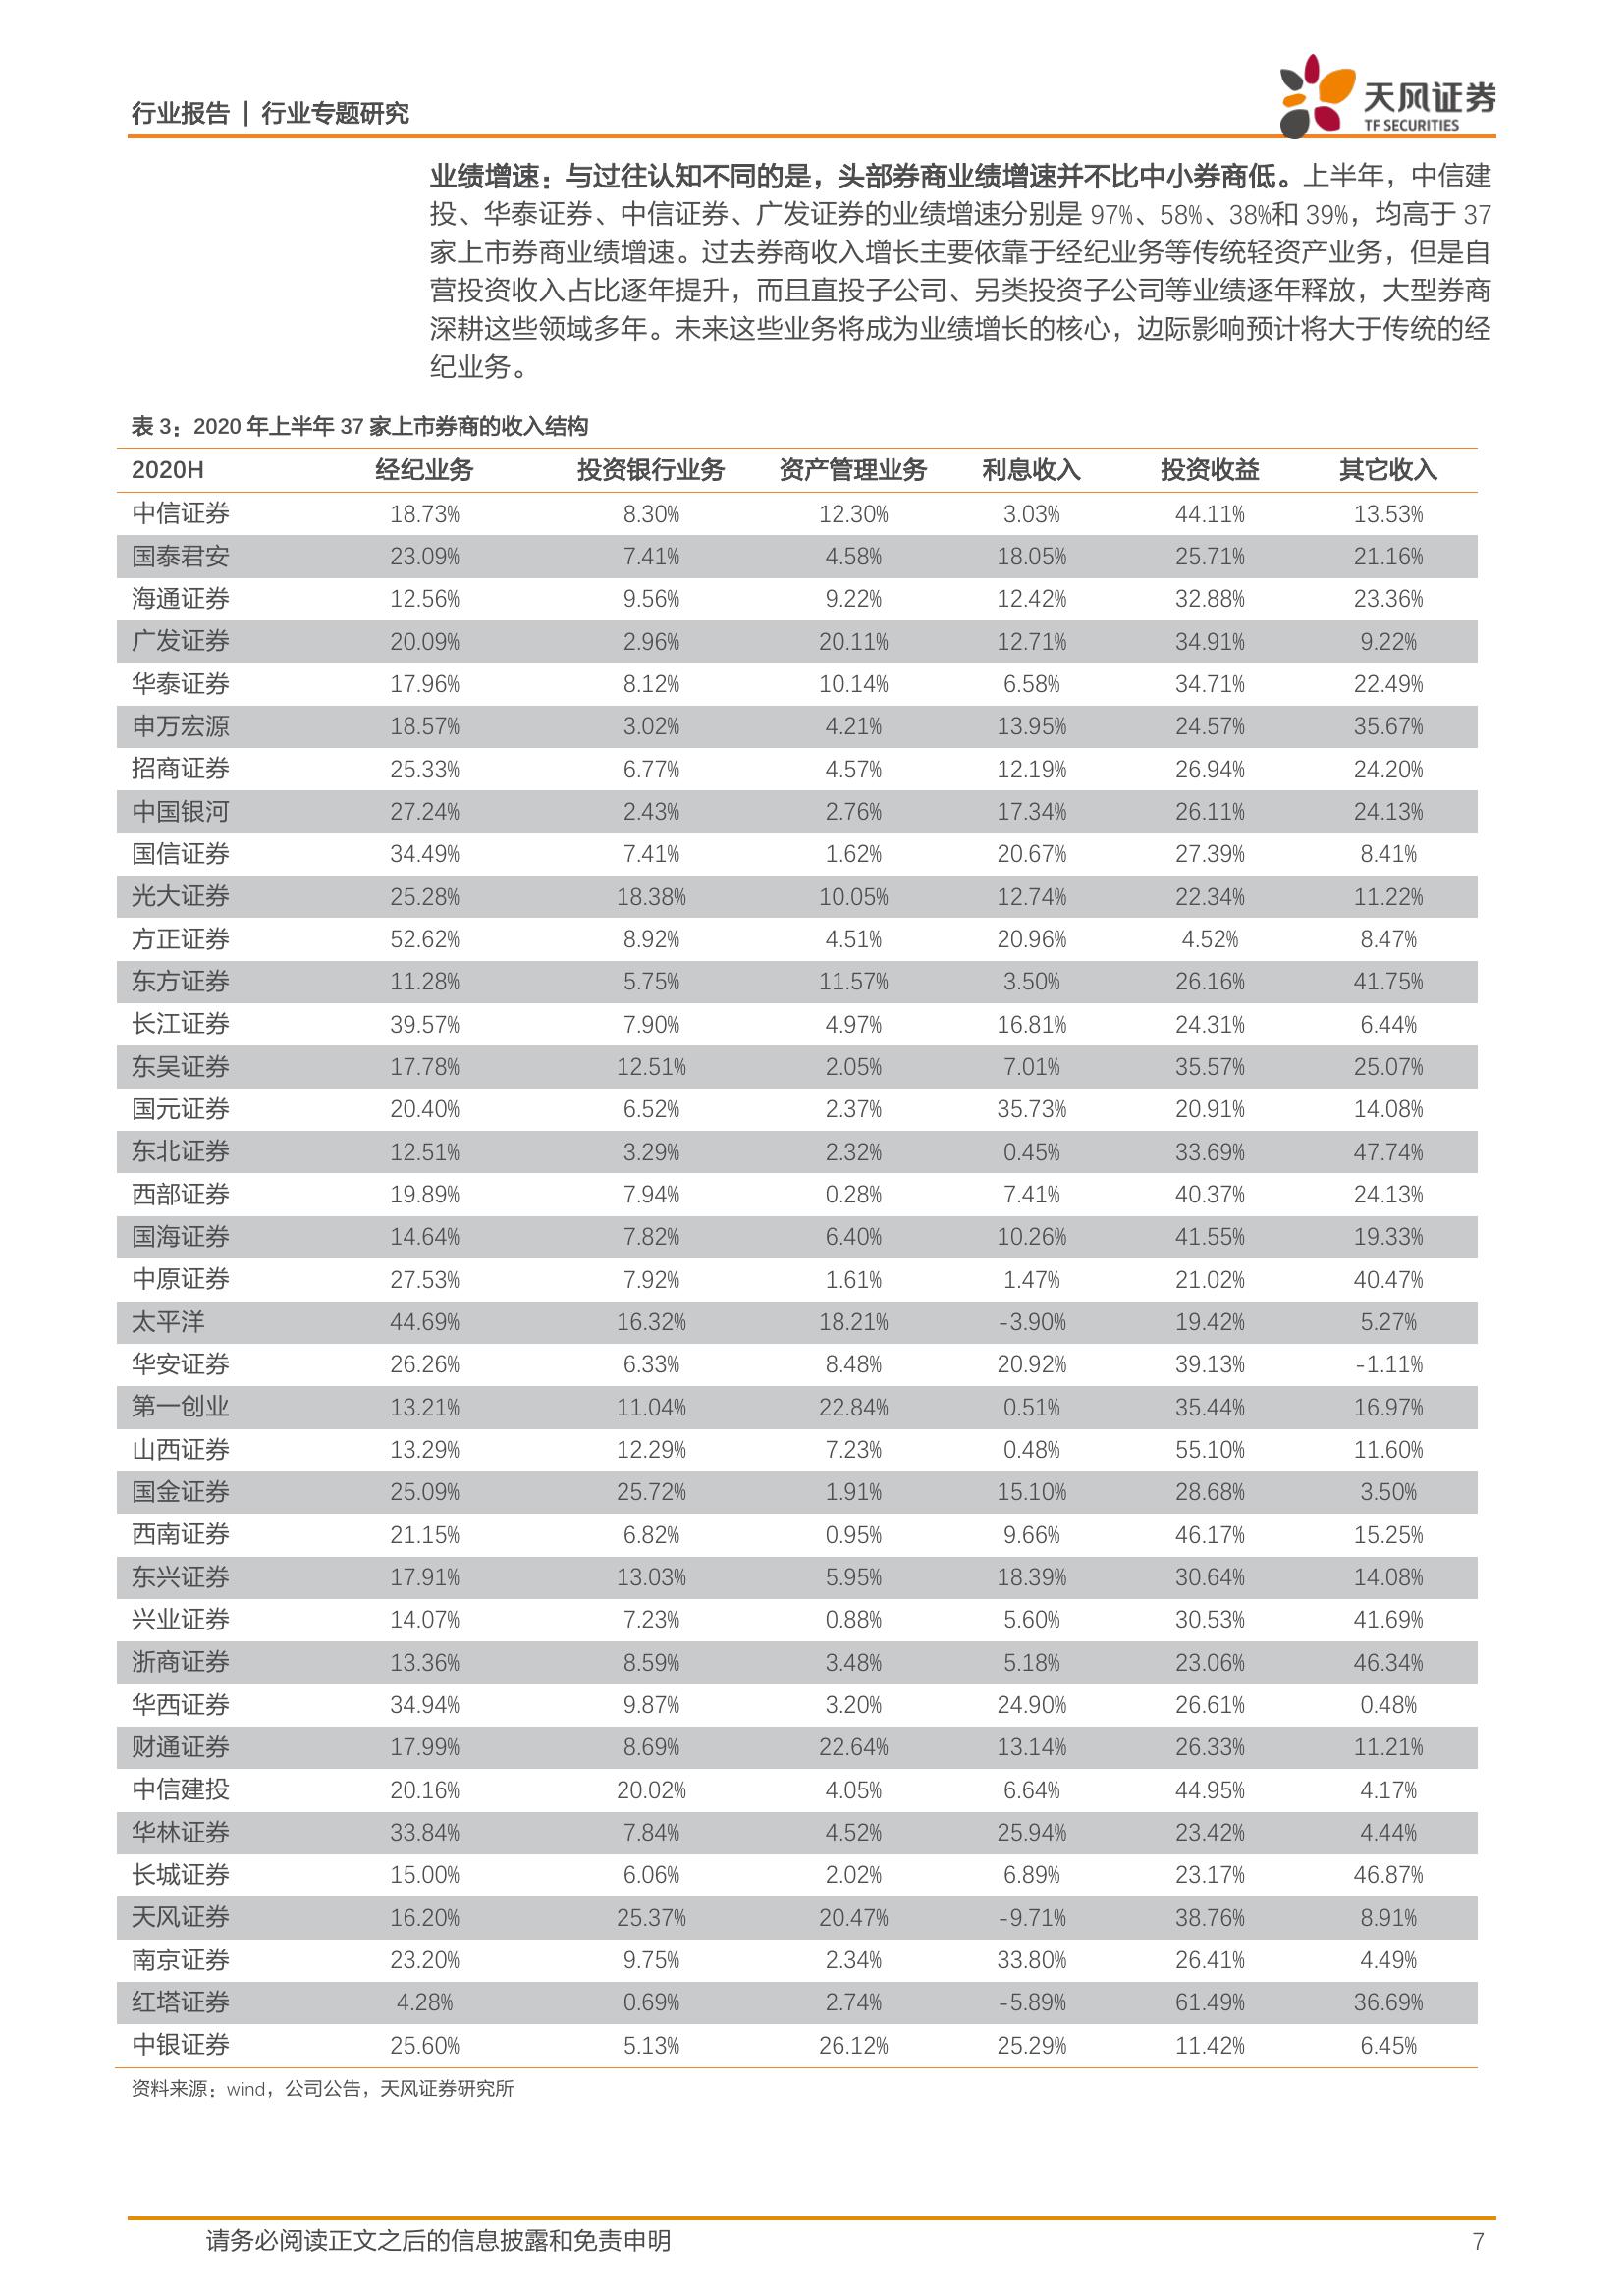 行业报告 | 行业专题研究
天风证券
TF SECURITIES
业绩增速：与过往认知不同的是，头部券商业绩增速并不比中小券商低。上半年，中信建
投、华泰证券、中信证券、广发证券的业绩增速分别是 97%、58%、38%和 39%，均高于 37
家上市券商业绩增速。过去券商收入增长主要依靠于经纪业务等传统轻资产业务，但是自
营投资收入占比逐年提升，而且直投子公司、另类投资子公司等业绩逐年释放，大型券商
深耕这些领域多年。未来这些业务将成为业绩增长的核心，边际影响预计将大于传统的经
纪业务。
表 3：2020 年上半年 37 家上市券商的收入结构
2020H 经纪业务 投资银行业务 资产管理业务 利息收入 投资收益 其它收入
中信证券 18.73% 8.30% 12.30% 3.03% 44.11% 13.53%
国泰君安 23.09% 7.41% 4.58% 18.05% 25.71% 21.16%
海通证券 12.56% 9.56% 9.22% 12.42% 32.88% 23.36%
广发证券 20.09% 2.96% 20.11% 12.71% 34.91% 9.22%
华泰证券 17.96% 8.12% 10.14% 6.58% 34.71% 22.49%
申万宏源 18.57% 3.02% 4.21% 13.95% 24.57% 35.67%
招商证券 25.33% 6.77% 4.57% 12.19% 26.94% 24.20%
中国银河 27.24% 2.43% 2.76% 17.34% 26.11% 24.13%
国信证券 34.49% 7.41% 1.62% 20.67% 27.39% 8.41%
光大证券 25.28% 18.38% 10.05% 12.74% 22.34% 11.22%
方正证券 52.62% 8.92% 4.51% 20.96% 4.52% 8.47%
东方证券 11.28% 5.75% 11.57% 3.50% 26.16% 41.75%
长江证券 39.57% 7.90% 4.97% 16.81% 24.31% 6.44%
东吴证券 17.78% 12.51% 2.05% 7.01% 35.57% 25.07%
国元证券 20.40% 6.52% 2.37% 35.73% 20.91% 14.08%
东北证券 12.51% 3.29% 2.32% 0.45% 33.69% 47.74%
西部证券 19.89% 7.94% 0.28% 7.41% 40.37% 24.13%
国海证券 14.64% 7.82% 6.40% 10.26% 41.55% 19.33%
中原证券 27.53% 7.92% 1.61% 1.47% 21.02% 40.47%
太平洋 44.69% 16.32% 18.21% -3.90% 19.42% 5.27%
华安证券 26.26% 6.33% 8.48% 20.92% 39.13% -1.11%
第一创业 13.21% 11.04% 22.84% 0.51% 35.44% 16.97%
山西证券 13.29% 12.29% 7.23% 0.48% 55.10% 11.60%
国金证券 25.09% 25.72% 1.91% 15.10% 28.68% 3.50%
西南证券 21.15% 6.82% 0.95% 9.66% 46.17% 15.25%
东兴证券 17.91% 13.03% 5.95% 18.39% 30.64% 14.08%
兴业证券 14.07% 7.23% 0.88% 5.60% 30.53% 41.69%
浙商证券 13.36% 8.59% 3.48% 5.18% 23.06% 46.34%
华西证券 34.94% 9.87% 3.20% 24.90% 26.61% 0.48%
财通证券 17.99% 8.69% 22.64% 13.14% 26.33% 11.21%
中信建投 20.16% 20.02% 4.05% 6.64% 44.95% 4.17%
华林证券 33.84% 7.84% 4.52% 25.94% 23.42% 4.44%
长城证券 15.00% 6.06% 2.02% 6.89% 23.17% 46.87%
天风证券 16.20% 25.37% 20.47% -9.71% 38.76% 8.91%
南京证券 23.20% 9.75% 2.34% 33.80% 26.41% 4.49%
红塔证券 4.28% 0.69% 2.74% -5.89% 61.49% 36.69%
中银证券 25.60% 5.13% 26.12% 25.29% 11.42% 6.45%
资料来源：wind，公司公告，天风证券研究所
请务必阅读正文之后的信息披露和免责申明 7